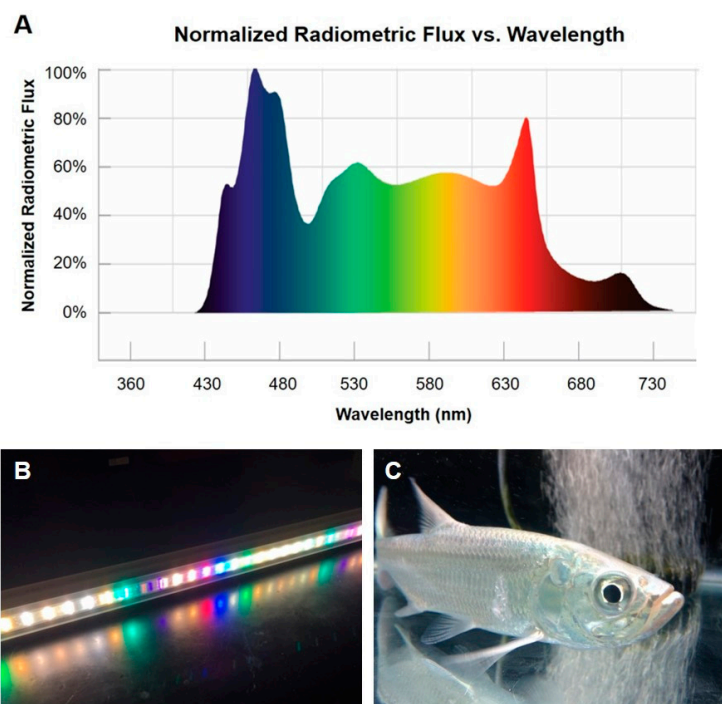 A
Normalized Radiometric Flux vs. Wavelength
Normalized Radiometric Flux
100%
80%
60%
40%
20%
0%
360 430 480 530 580 630 680 730
Wavelength (nm)
B
C